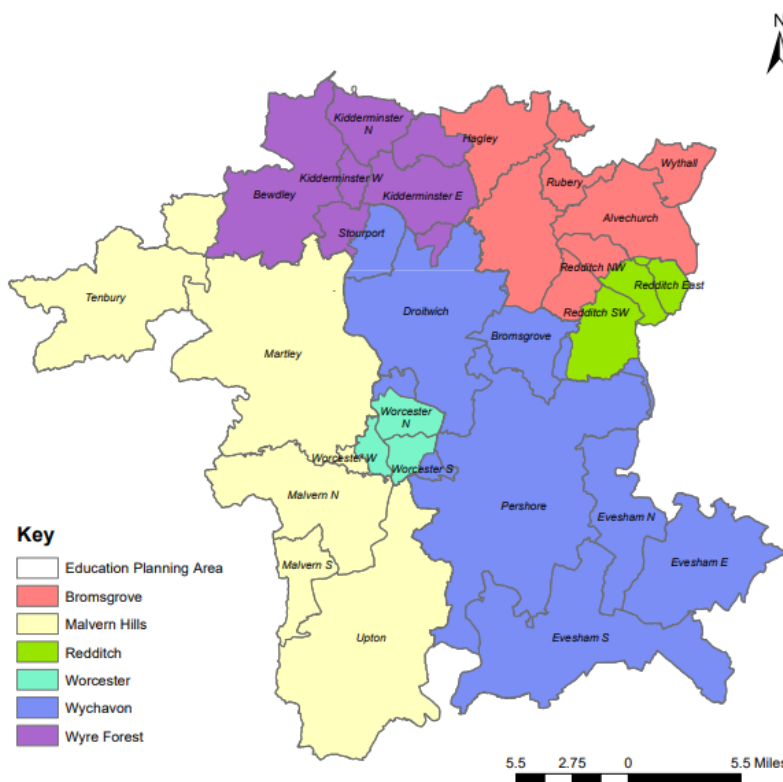 N
Kidderminster
N
Hagley
Wythall
Rubery
Kidderminster W
Bewdley
Kidderminster E
Alvechurch
Stourport
Redditch NW
Redditch East
Tenbury
Droitwich
Redditch SW
Bromsgrove
Martley
Worcester
N
Worcester W
Worcester S
Malvern N
Pershore
Evesham N
Evesham E
Malvern S
Upton
Evesham S
Key
Education Planning Area
Bromsgrove
Malvern Hills
Redditch
Worcester
Wychavon
Wyre Forest
5.5 2.75 0 5.5 Miles